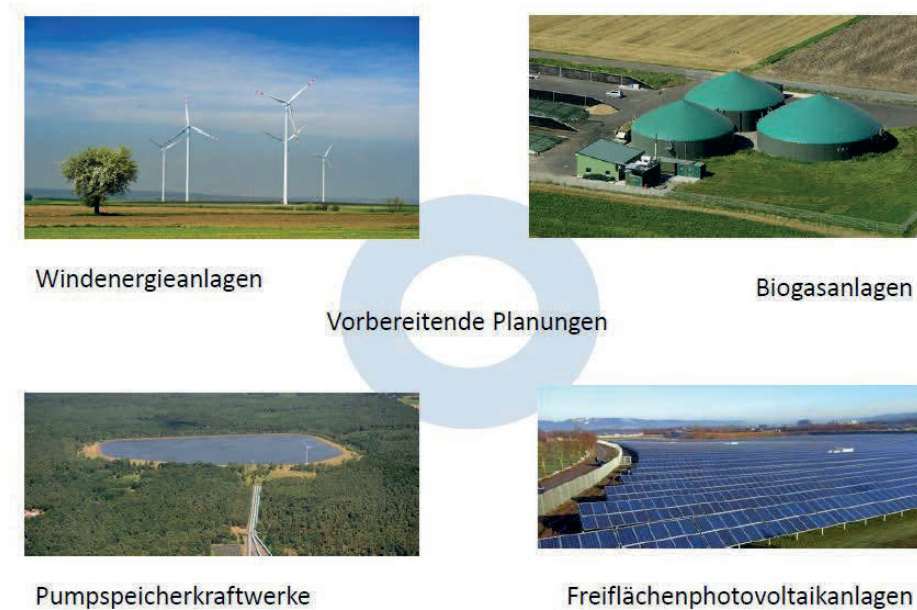 Windenergieanlagen
Biogasanlagen
Vorbereitende Planungen
Pumpspeicherkraftwerke
Freiflächenphotovoltaikanlagen